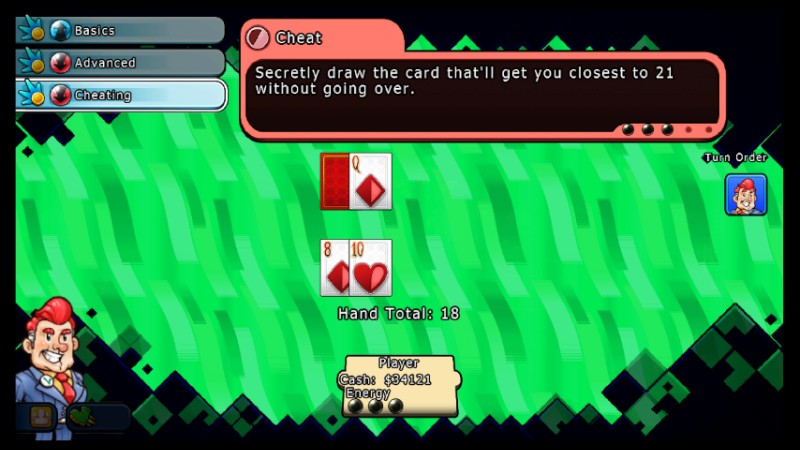 Basics
Advanced
Cheating
Cheat
Secretly draw the card that'll get you closest to 21
without going over.
Turn Order
Q
8 10
Hand Total: 18
Player
Cash: $34121
Energy